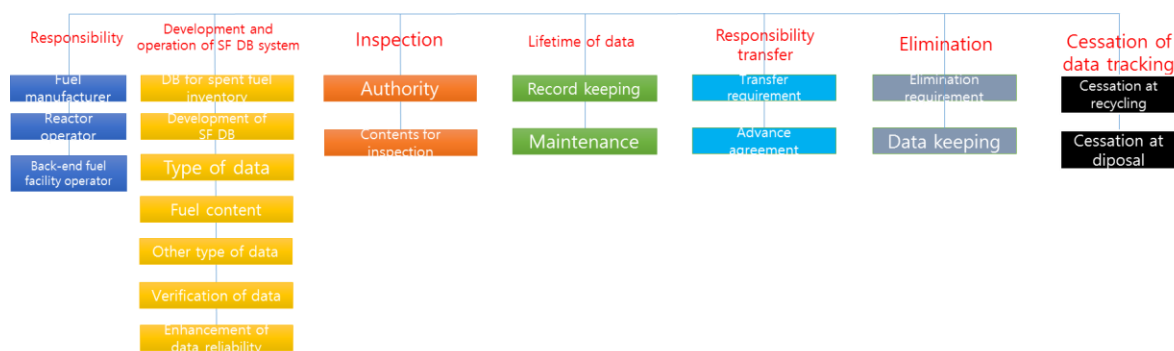 Responsibility
Fuel
manufacturer
Reactor
operator
Back-end fuel
facility operator
Development and
operation of SF DB system
DB for spent fuel
inventory
Development of
SF DB
Type of data
Fuel content
Other type of data
Verification of data
Enhancement of
data reliability
Inspection
Authority
Contents for
inspection
Lifetime of data
Record keeping
Maintenance
Responsibility
transfer
Transfer
requirement
Advance
agreement
Elimination
Elimination
requirement
Data keeping
Cessation of
data tracking
Cessation at
recycling
Cessation at
diposal